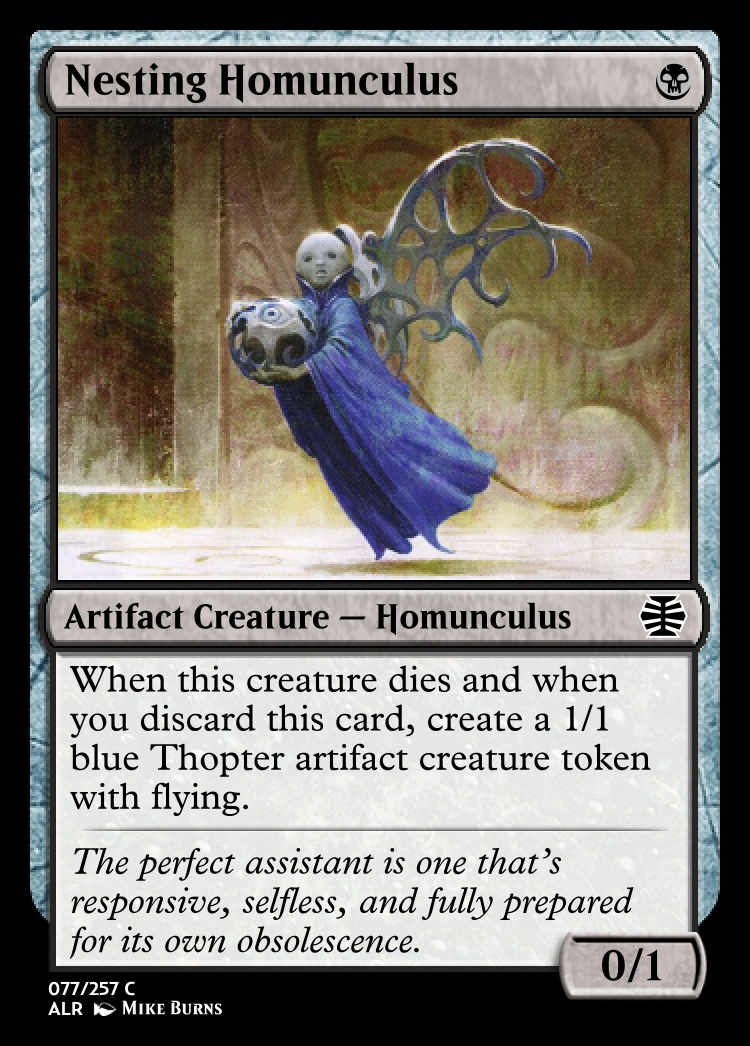 Nesting Homunculus
Artifact Creature — Homunculus
When this creature dies and when
you discard this card, create a 1/1
blue Thopter artifact creature token
with flying.
The perfect assistant is one that's
responsive, selfless, and fully prepared
for its own obsolescence.
0/1
077/257 C
ALR Mike Burns